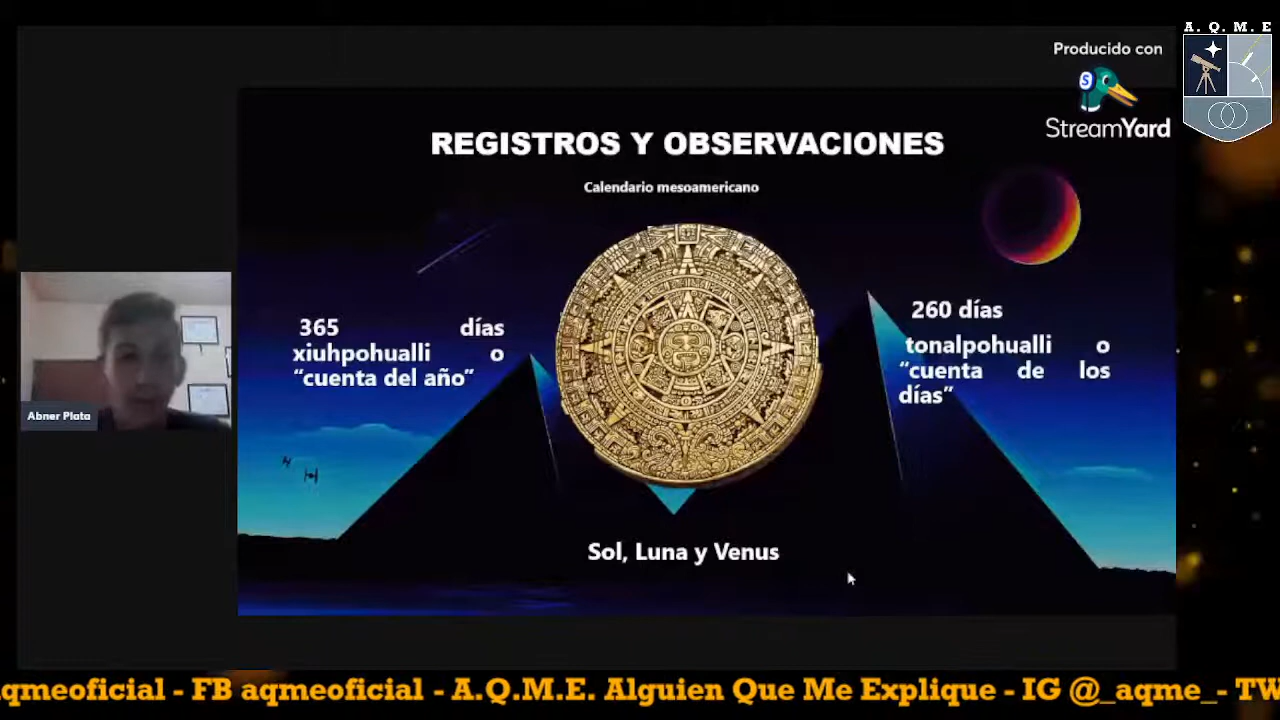 A. Q. M. E
Producido con
StreamYard
REGISTROS Y OBSERVACIONES
Calendario mesoamericano
365 días
xiuhpohualli o
“cuenta del año”
260 días
tonalpohualli o
“cuenta de los
días”
Abner Plata
Sol, Luna y Venus
aqmeoficial - FB aqmeoficial - A.Q.M.E. Alguien Que Me Explique - IG @_aqme_- TW